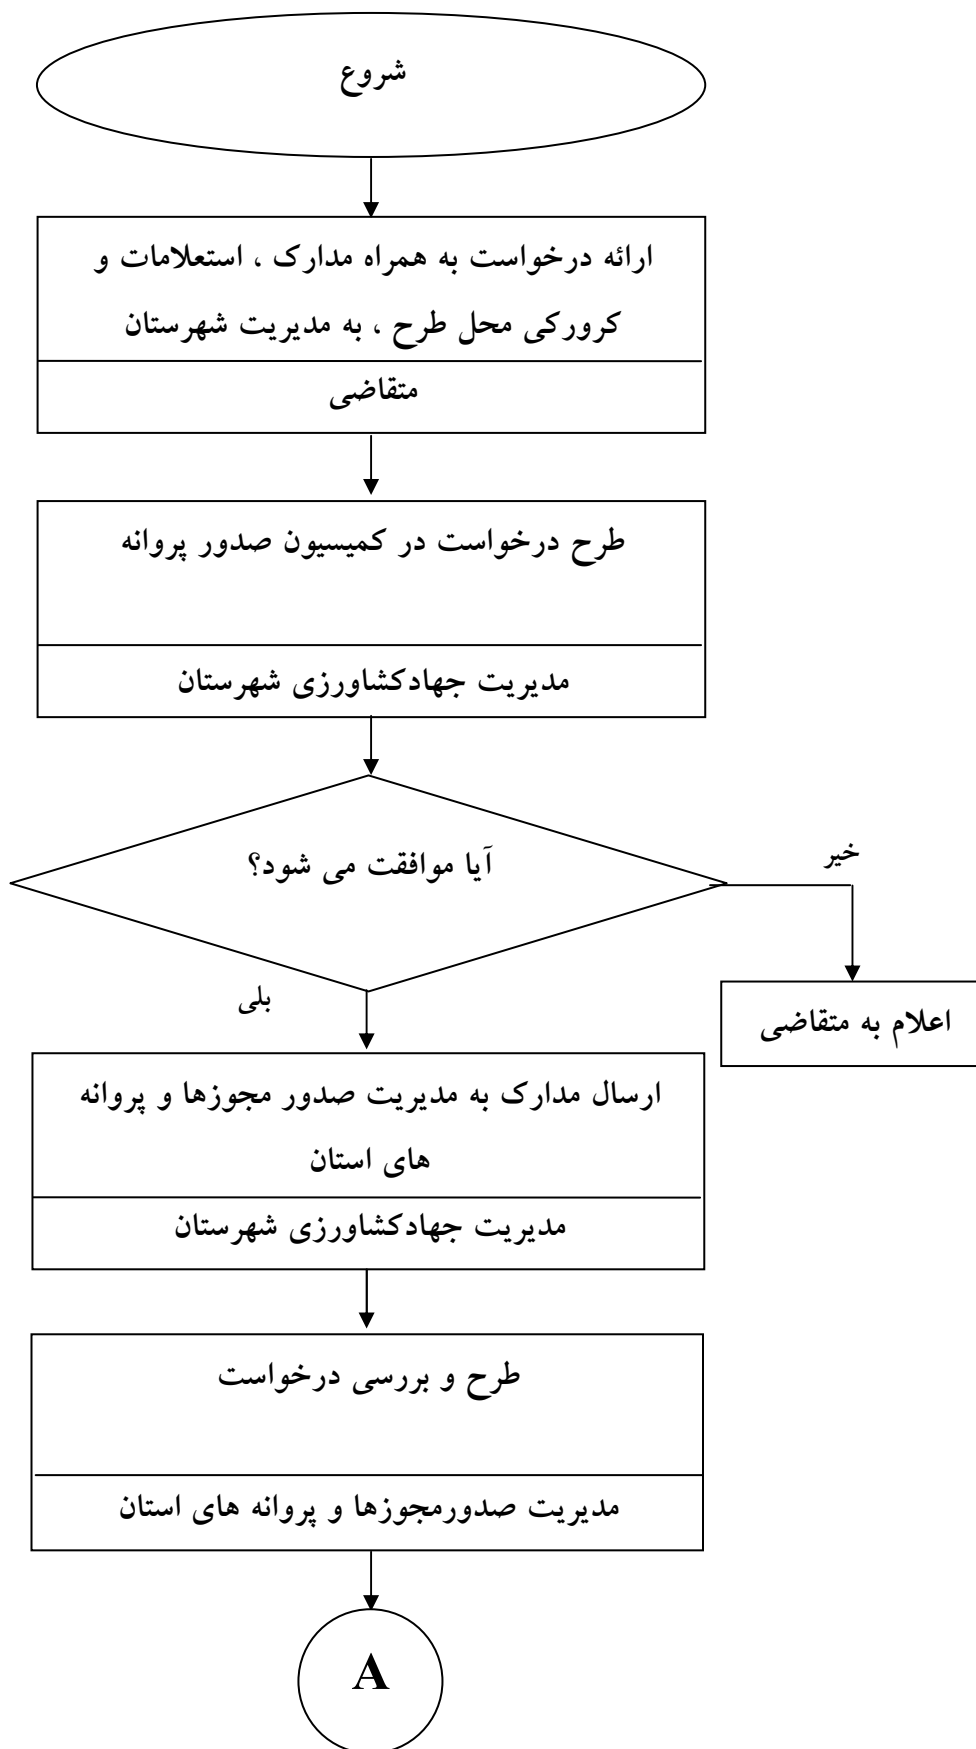 شروع
ارائه درخواست به همراه مدارک ، استعلامات و
کرورکی محل طرح ، به مدیریت شهرستان
متقاضی
طرح درخواست در کمیسیون صدور پروانه
مدیریت جهادکشاورزی شهرستان
آیا موافقت می شود؟
خیر
بلی
اعلام به متقاضی
ارسال مدارک به مدیریت صدور مجوزها و پروانه
های استان
مدیریت جهادکشاورزی شهرستان
طرح و بررسی درخواست
مدیریت صدورمجوزها و پروانه های استان
A